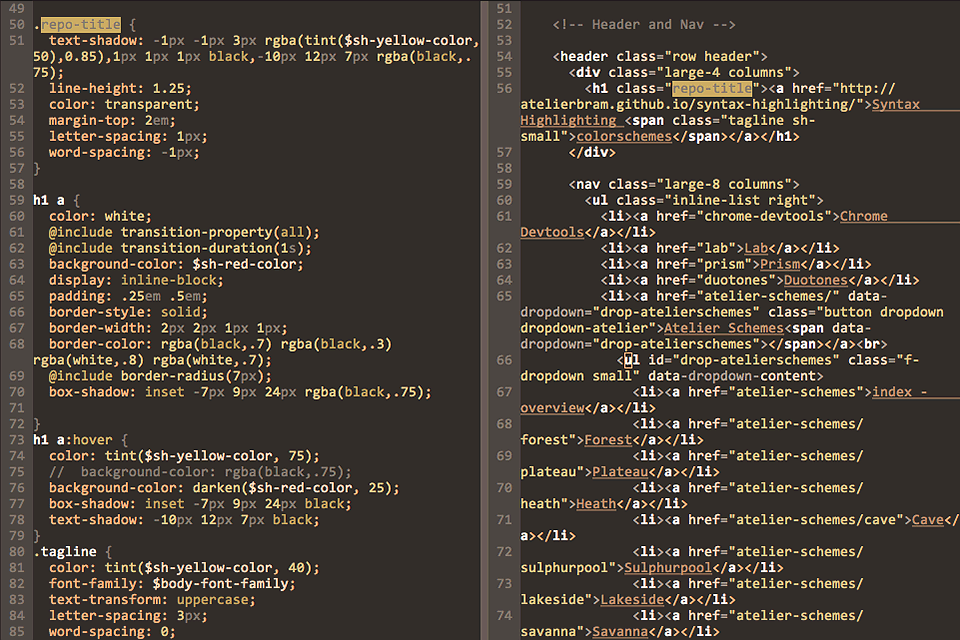 49
50 .repo-title {
51   text-shadow: -1px -1px 3px rgba(tint($sh-yellow-color,
50),0.85),1px 1px 1px black,-10px 12px 7px rgba(black,.
75);
52   line-height: 1.25;
53   color: transparent;
54   margin-top: 2em;
55   letter-spacing: 1px;
56   word-spacing: -1px;
57 }
58
59 h1 a {
60   color: white;
61   @include transition-property(all);
62   @include transition-duration(1s);
63   background-color: $sh-red-color;
64   display: inline-block;
65   padding: .25em .5em;
66   border-style: solid;
67   border-width: 2px 2px 1px 1px;
68   border-color: rgba(black,.7) rgba(black,.3)
rgba(white,.8) rgba(white,.7);
69   @include border-radius(7px);
70   box-shadow: inset -7px 9px 24px rgba(black,.75);
71
72 }
73 h1 a:hover {
74   color: tint($sh-yellow-color, 75);
75   //  background-color: rgba(black,.75);
76   background-color: darken($sh-red-color, 25);
77   box-shadow: inset -7px 9px 24px black;
78   text-shadow: -10px 12px 7px black;
79 }
80 .tagline {
81   color: tint($sh-yellow-color, 40);
82   font-family: $body-font-family;
83   text-transform: uppercase;
84   letter-spacing: 3px;
85   word-spacing: 0;
51
52     <!-- Header and Nav -->
53
54     <header class="row header">
55       <div class="large-4 columns">
56         <h1 class="repo-title"><a href="http://
atelierbram.github.io/syntax-highlighting/">Syntax
Highlighting <span class="tagline sh-
small">colorschemes</span></a></h1>
57       </div>
58
59       <nav class="large-8 columns">
60         <ul class="inline-list right">
61           <li><a href="chrome-devtools">Chrome
Devtools</a></li>
62           <li><a href="lab">Lab</a></li>
63           <li><a href="prism">Prism</a></li>
64           <li><a href="duotones">Duotones</a></li>
65           <li><a href="atelier-schemes/" data-
dropdown="drop-atelierschemes" class="button dropdown
dropdown-atelier">Atelier Schemes<span data-
dropdown="drop-atelierschemes"></span></a><br>
66             <ul id="drop-atelierschemes" class="f-
dropdown small" data-dropdown-content>
67               <li><a href="atelier-schemes">index -
overview</a></li>
68               <li><a href="atelier-schemes/
forest">Forest</a></li>
69               <li><a href="atelier-schemes/
plateau">Plateau</a></li>
70               <li><a href="atelier-schemes/
heath">Heath</a></li>
71               <li><a href="atelier-schemes/cave">Cave</
a></li>
72               <li><a href="atelier-schemes/
sulphurpool">Sulphurpool</a></li>
73               <li><a href="atelier-schemes/
lakeside">Lakeside</a></li>
74               <li><a href="atelier-schemes/
savanna">Savanna</a></li>